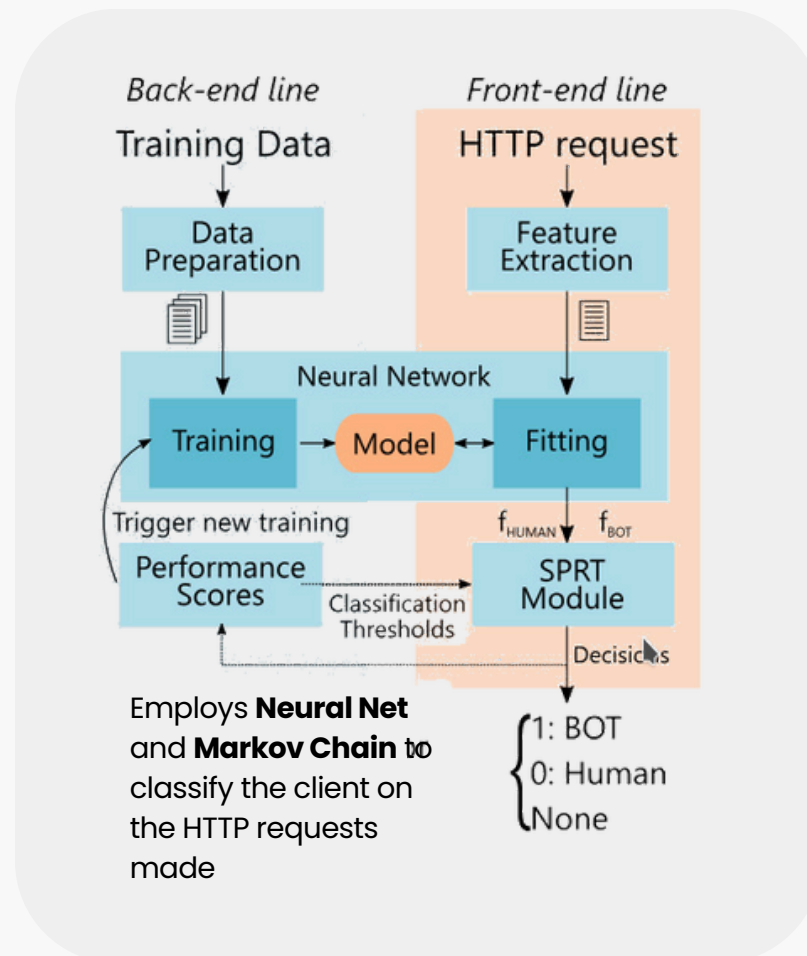 Back-end line
Front-end line
Training Data
HTTP request
Data
Preparation
Feature
Extraction
Neural Network
Training
Model
Fitting
Trigger new training
f HUMAN
f BOT
Performance
Scores
Classification
Thresholds
SPRT
Module
Decisions
Employs Neural Net
and Markov Chain to
classify the client on
the HTTP requests
made
1: BOT
0: Human
None